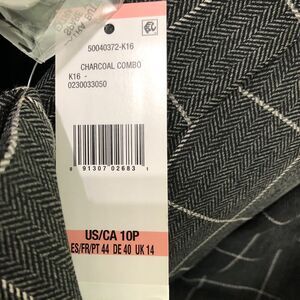 50040372-K16
CHARCOAL COMBO
K16 -
0230033050
0 91307 02683 1
US/CA 10P
ES/FR/PT 44 DE 40 UK 14